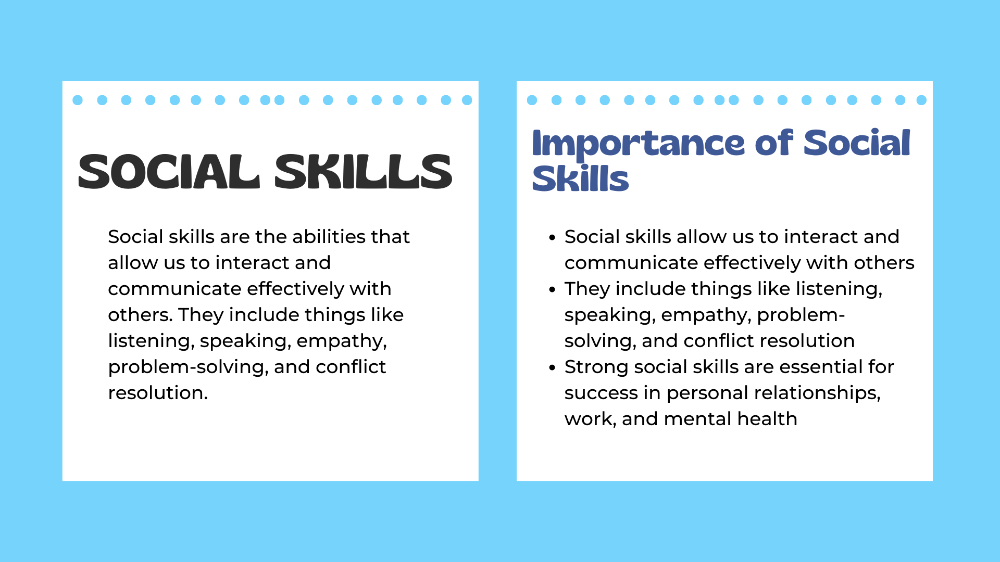 SOCIAL SKILLS
Social skills are the abilities that
allow us to interact and
communicate effectively with
others. They include things like
listening, speaking, empathy,
problem-solving, and conflict
resolution.
Importance of Social
Skills
• Social skills allow us to interact and
communicate effectively with others
• They include things like listening,
speaking, empathy, problem-
solving, and conflict resolution
• Strong social skills are essential for
success in personal relationships,
work, and mental health